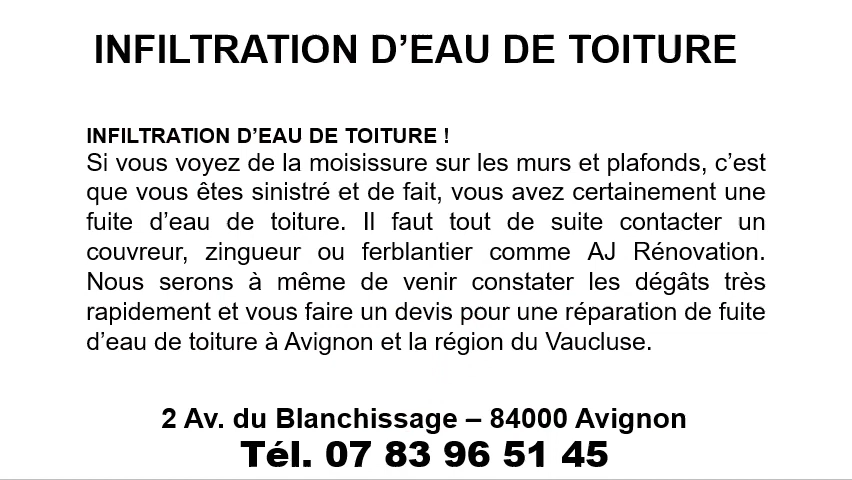 INFILTRATION D’EAU DE TOITURE
INFILTRATION D’EAU DE TOITURE !
Si vous voyez de la moisissure sur les murs et plafonds, c’est
que vous êtes sinistré et de fait, vous avez certainement une
fuite d’eau de toiture. Il faut tout de suite contacter un
couvreur, zingueur ou ferblantier comme AJ Rénovation.
Nous serons à même de venir constater les dégâts très
rapidement et vous faire un devis pour une réparation de fuite
d’eau de toiture à Avignon et la région du Vaucluse.
2 Av. du Blanchissage – 84000 Avignon
Tél. 07 83 96 51 45